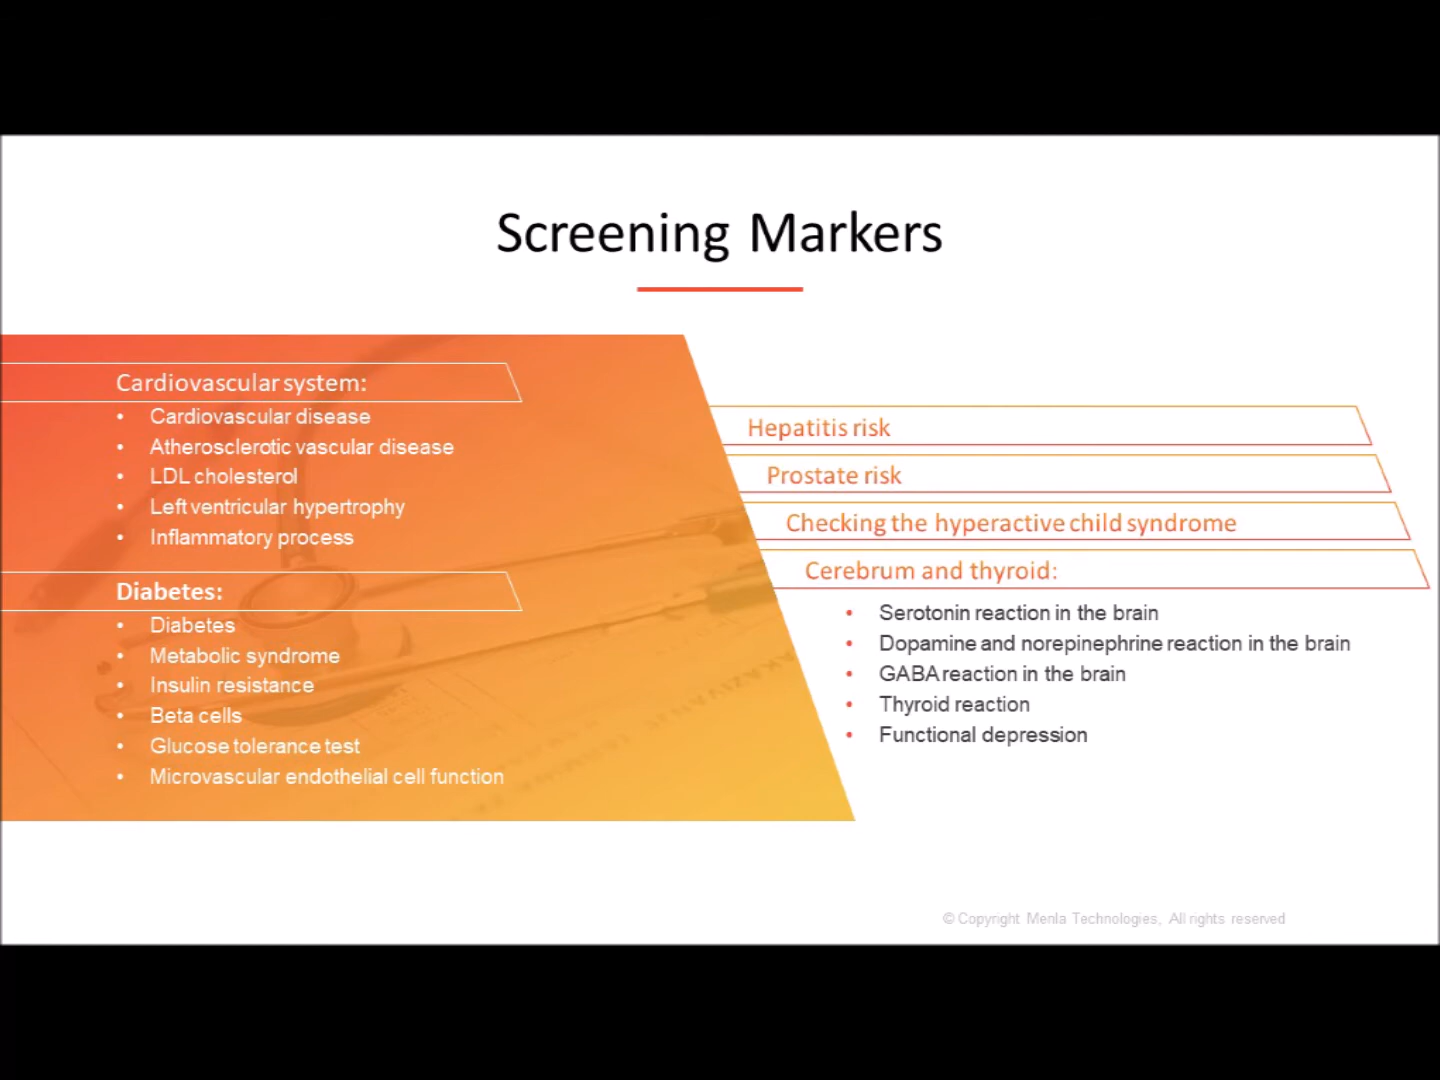 Screening Markers
Cardiovascular system:
• Cardiovascular disease
• Atherosclerotic vascular disease
• LDL cholesterol
• Left ventricular hypertrophy
• Inflammatory process
Diabetes:
• Diabetes
• Metabolic syndrome
• Insulin resistance
• Beta cells
• Glucose tolerance test
• Microvascular endothelial cell function
Hepatitis risk
Prostate risk
Checking the hyperactive child syndrome
Cerebrum and thyroid:
• Serotonin reaction in the brain
• Dopamine and norepinephrine reaction in the brain
• GABA reaction in the brain
• Thyroid reaction
• Functional depression
© Copyright Menla Technologies, All rights reserved